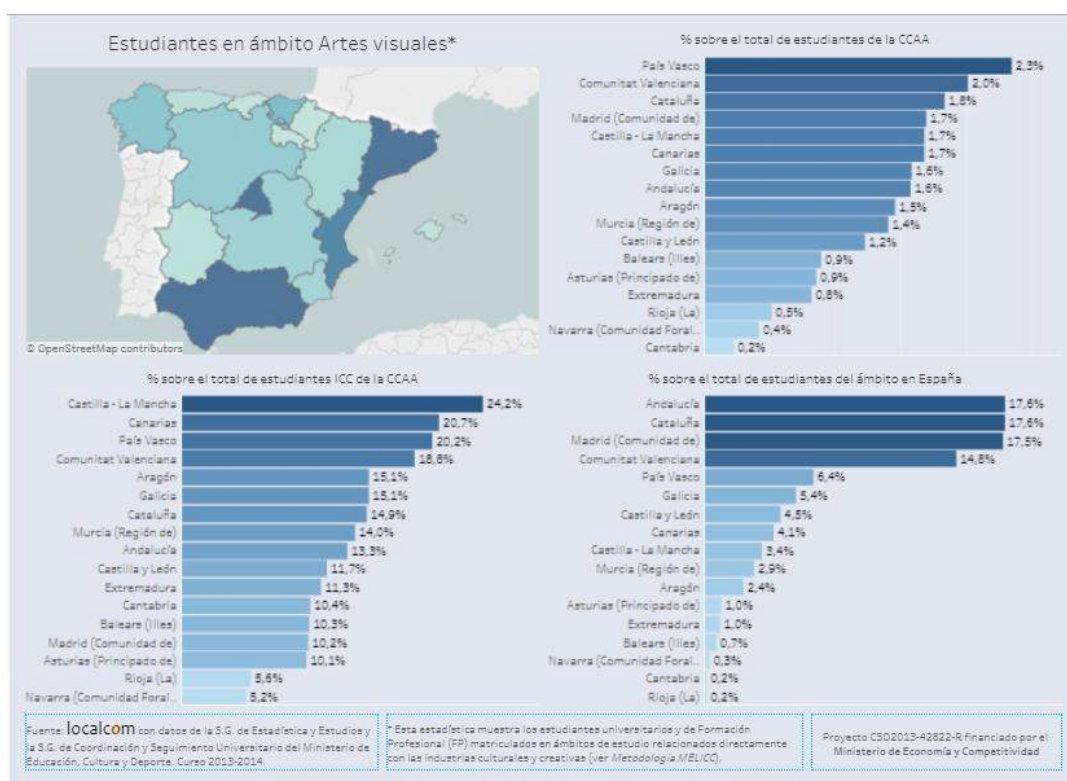 Estudiantes en ámbito Artes visuales*
© OpenStreetMap contributors
% sobre el total de estudiantes de la CCAA
País Vasco 2,3%
Comunitat Valenciana 2,0%
Cataluña 1,8%
Madrid (Comunidad de) 1,7%
Castilla - La Mancha 1,7%
Canarias 1,7%
Galicia 1,6%
Andalucía 1,6%
Aragón 1,5%
Murcia (Región de) 1,4%
Castilla y León 1,2%
Balears (Illes) 0,9%
Asturias (Principado de) 0,9%
Extremadura 0,8%
Rioja (La) 0,5%
Navarra (Comunidad Foral.. 0,4%
Cantabria 0,2%
% sobre el total de estudiantes ICC de la CCAA
Castilla - La Mancha 24,2%
Canarias 20,7%
País Vasco 20,2%
Comunitat Valenciana 18,8%
Aragón 15,1%
Galicia 15,1%
Cataluña 14,9%
Murcia (Región de) 14,0%
Andalucía 13,3%
Castilla y León 11,7%
Extremadura 11,3%
Cantabria 10,4%
Balears (Illes) 10,3%
Madrid (Comunidad de) 10,2%
Asturias (Principado de) 10,1%
Rioja (La) 5,6%
Navarra (Comunidad Foral.. 5,2%
% sobre el total de estudiantes del ámbito en España
Andalucía 17,6%
Cataluña 17,6%
Madrid (Comunidad de) 17,5%
Comunitat Valenciana 14,8%
País Vasco 6,4%
Galicia 5,4%
Castilla y León 4,5%
Canarias 4,1%
Castilla - La Mancha 3,4%
Murcia (Región de) 2,9%
Aragón 2,4%
Asturias (Principado de) 1,0%
Extremadura 1,0%
Balears (Illes) 0,7%
Navarra (Comunidad Foral.. 0,3%
Cantabria 0,2%
Rioja (La) 0,2%
Fuente: localcom con datos de la S.G. de Estadística y Estudios y
la S.G. de Coordinación y Seguimiento Universitario del Ministerio de
Educación, Cultura y Deporte. Curso 2013-2014.
* Esta estadística muestra los estudiantes universitarios y de Formación
Profesional (FP) matriculados en ámbitos de estudio relacionados directamente
con las industrias culturales y creativas (ver Metodología MELICC).
Proyecto CSO2013-42822-R financiado por el
Ministerio de Economía y Competitividad